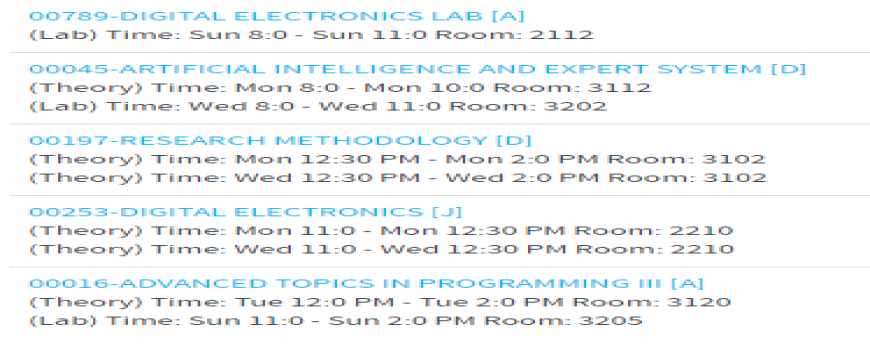 00789-DIGITAL ELECTRONICS LAB [A]
(Lab) Time: Sun 8:0 - Sun 11:0 Room: 2112
00045-ARTIFICIAL INTELLIGENCE AND EXPERT SYSTEM [D]
(Theory) Time: Mon 8:0 - Mon 10:0 Room: 3112
(Lab) Time: Wed 8:0 - Wed 11:0 Room: 3202
00197-RESEARCH METHODOLOGY [D]
(Theory) Time: Mon 12:30 PM - Mon 2:0 PM Room: 3102
(Theory) Time: Wed 12:30 PM - Wed 2:0 PM Room: 3102
00253-DIGITAL ELECTRONICS [J]
(Theory) Time: Mon 11:0 - Mon 12:30 PM Room: 2210
(Theory) Time: Wed 11:0 - Wed 12:30 PM Room: 2210
00016-ADVANCED TOPICS IN PROGRAMMING III [A]
(Theory) Time: Tue 12:0 PM - Tue 2:0 PM Room: 3120
(Lab) Time: Sun 11:0 - Sun 2:0 PM Room: 3205